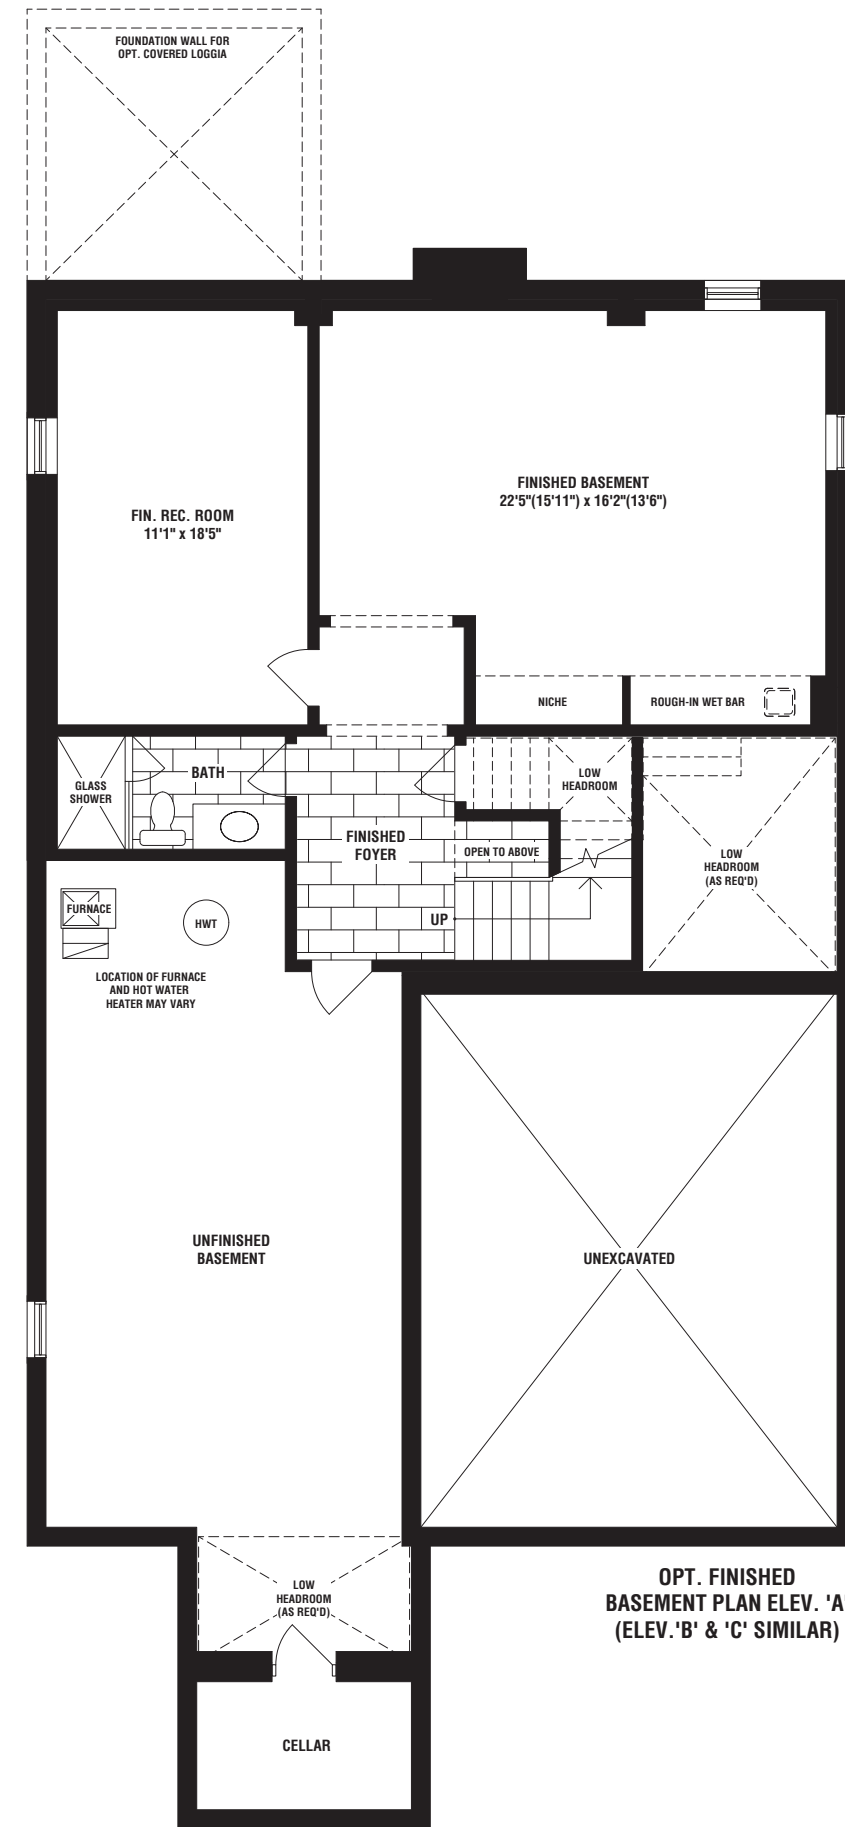 FOUNDATION WALL FOR
OPT. COVERED LOGGIA
FINISHED BASEMENT
22'5"(15'11") x 16'2"(13'6")
FIN. REC. ROOM
11'1" x 18'5"
NICHE
ROUGH-IN WET BAR
BATH
GLASS
SHOWER
LOW
HEADROOM
FINISHED
FOYER
OPEN TO ABOVE
LOW
HEADROOM
(AS REQ'D)
FURNACE
HWT
UP
LOCATION OF FURNACE
AND HOT WATER
HEATER MAY VARY
UNFINISHED
BASEMENT
UNEXCAVATED
LOW
HEADROOM
(AS REQ'D)
OPT. FINISHED
BASEMENT PLAN ELEV. 'A'
(ELEV.'B' & 'C' SIMILAR)
CELLAR